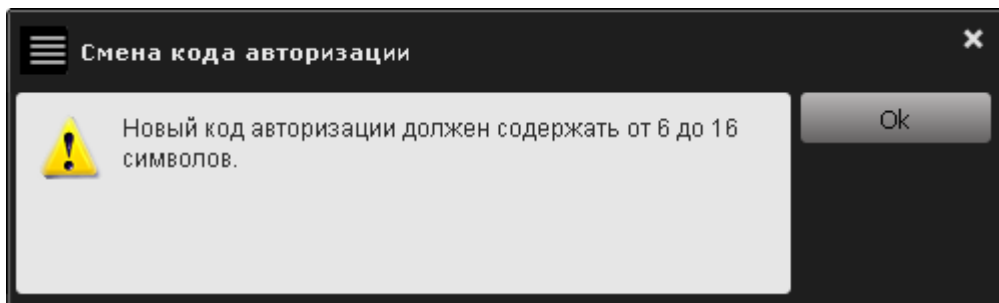 Смена кода авторизации
Новый код авторизации должен содержать от 6 до 16
символов.
Ok